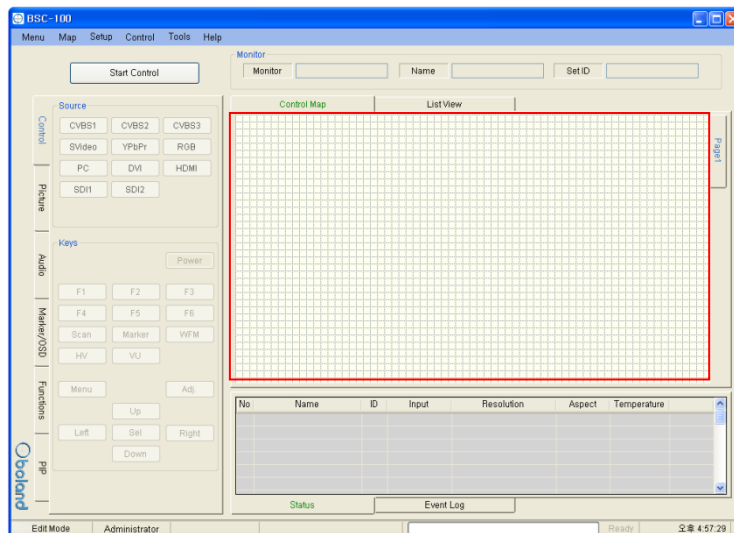 BSC-100
Menu Map Setup Control Tools Help
Start Control
Monitor
Monitor Name Set ID
Control Map List View
Page1
Control
Picture
Audio
Marker/OSD
Functions
PIP
Source
CVBS1 CVBS2 CVBS3
SVideo YPbPr RGB
PC DVI HDMI
SDI1 SDI2
Keys
Power
F1 F2 F3
F4 F5 F6
Scan Marker WFM
HV VU
Menu Adj.
Up
Left Sel Right
Down
boland
No Name ID Input Resolution Aspect Temperature
Status Event Log
Edit Mode Administrator Ready 오후 4:57:29